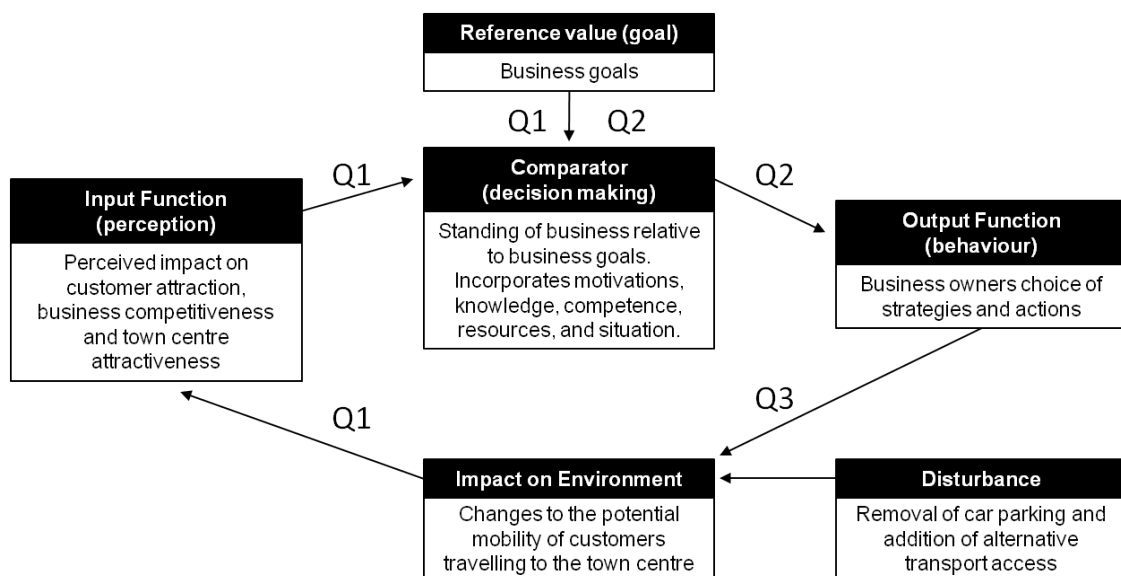 Reference value (goal)
Business goals
Q1
Q2
Q1
Comparator
(decision making)
Q2
Input Function
(perception)
Standing of business relative
to business goals.
Incorporates motivations,
knowledge, competence,
resources, and situation.
Output Function
(behaviour)
Perceived impact on
customer attraction,
business competitiveness
and town centre
attractiveness
Business owners choice of
strategies and actions
Q1
Q3
Impact on Environment
Changes to the potential
mobility of customers
travelling to the town centre
Disturbance
Removal of car parking and
addition of alternative
transport access